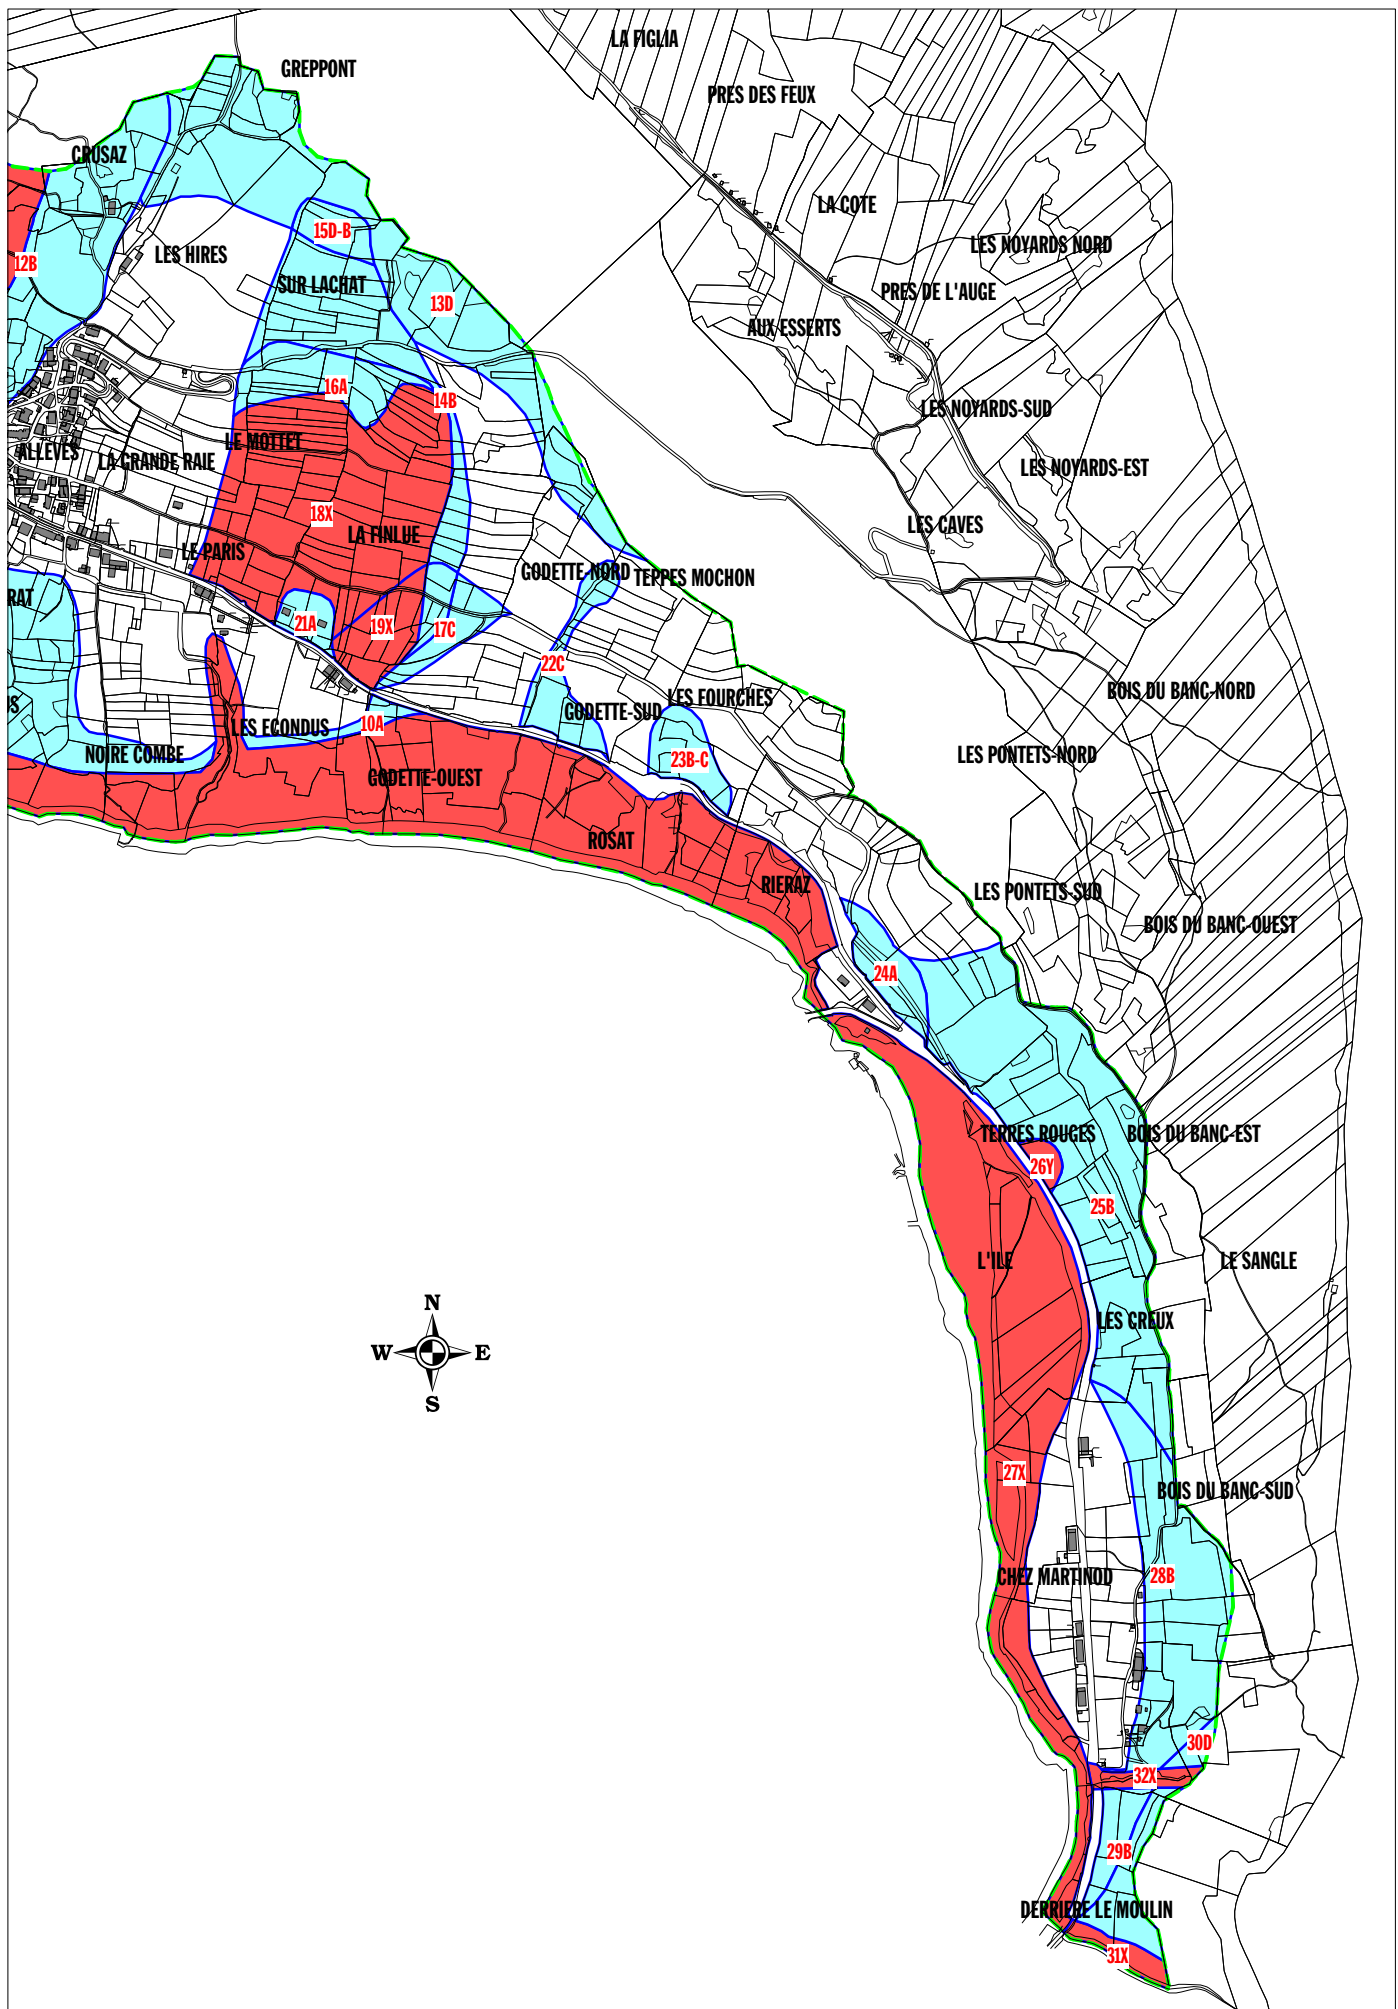 LA FIGLIA
GREPPONT
PRES DES FEUX
CRUSAZ
LA COTE
15D-B
LES NOYARDS NORD
LES HIRES
12B
SUR LACHAT
PRES DE L'AUGE
13D
AUX ESSERTS
16A
14B
LES NOYARDS-SUD
LE MOTTET
ALLEVES
LA GRANDE RAIE
LES NOYARDS-EST
18X
LES CAVES
LA FINLUE
LE PARIS
GODETTE-NORD
TEPPES MOCHON
RAT
21A
19X
17C
22C
BOIS DU BANC-NORD
LES FOURCHES
US
GODETTE-SUD
10A
LES ECONDUS
NOIRE COMBE
LES PONTETS-NORD
23B-C
GODETTE-OUEST
ROSAT
RIERAZ
LES PONTETS-SUD
BOIS DU BANC-OUEST
24A
TERRES ROUGES
BOIS DU BANC-EST
26Y
25B
L'ILE
LE SANGLE
N
LES CREUX
W
E
S
27X
BOIS DU BANC-SUD
CHEZ MARTINOD
28B
30D
32X
29B
DERRIERE LE MOULIN
31X